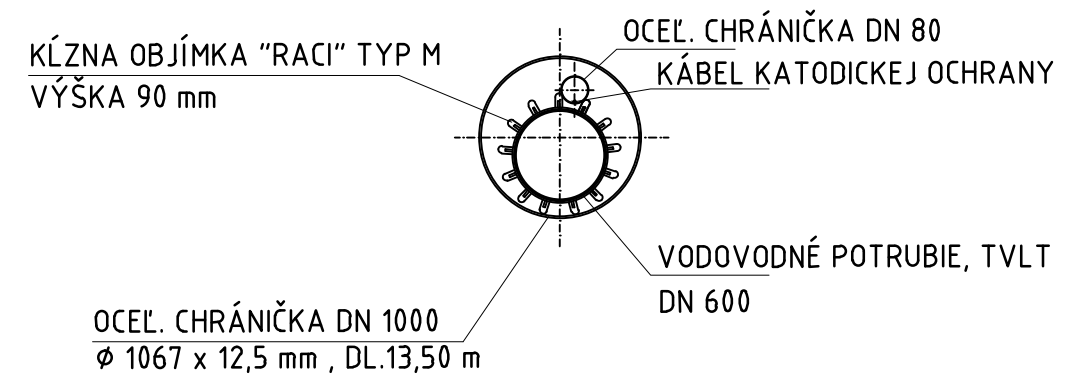 KĹZNA OBJÍMKA "RACI" TYP M
VÝŠKA 90 mm
OCEĽ. CHRÁNIČKA DN 80
KÁBEL KATODICKEJ OCHRANY
VODOVODNÉ POTRUBIE, TVLT
DN 600
OCEĽ. CHRÁNIČKA DN 1000
Φ 1067 x 12,5 mm , DL.13,50 m